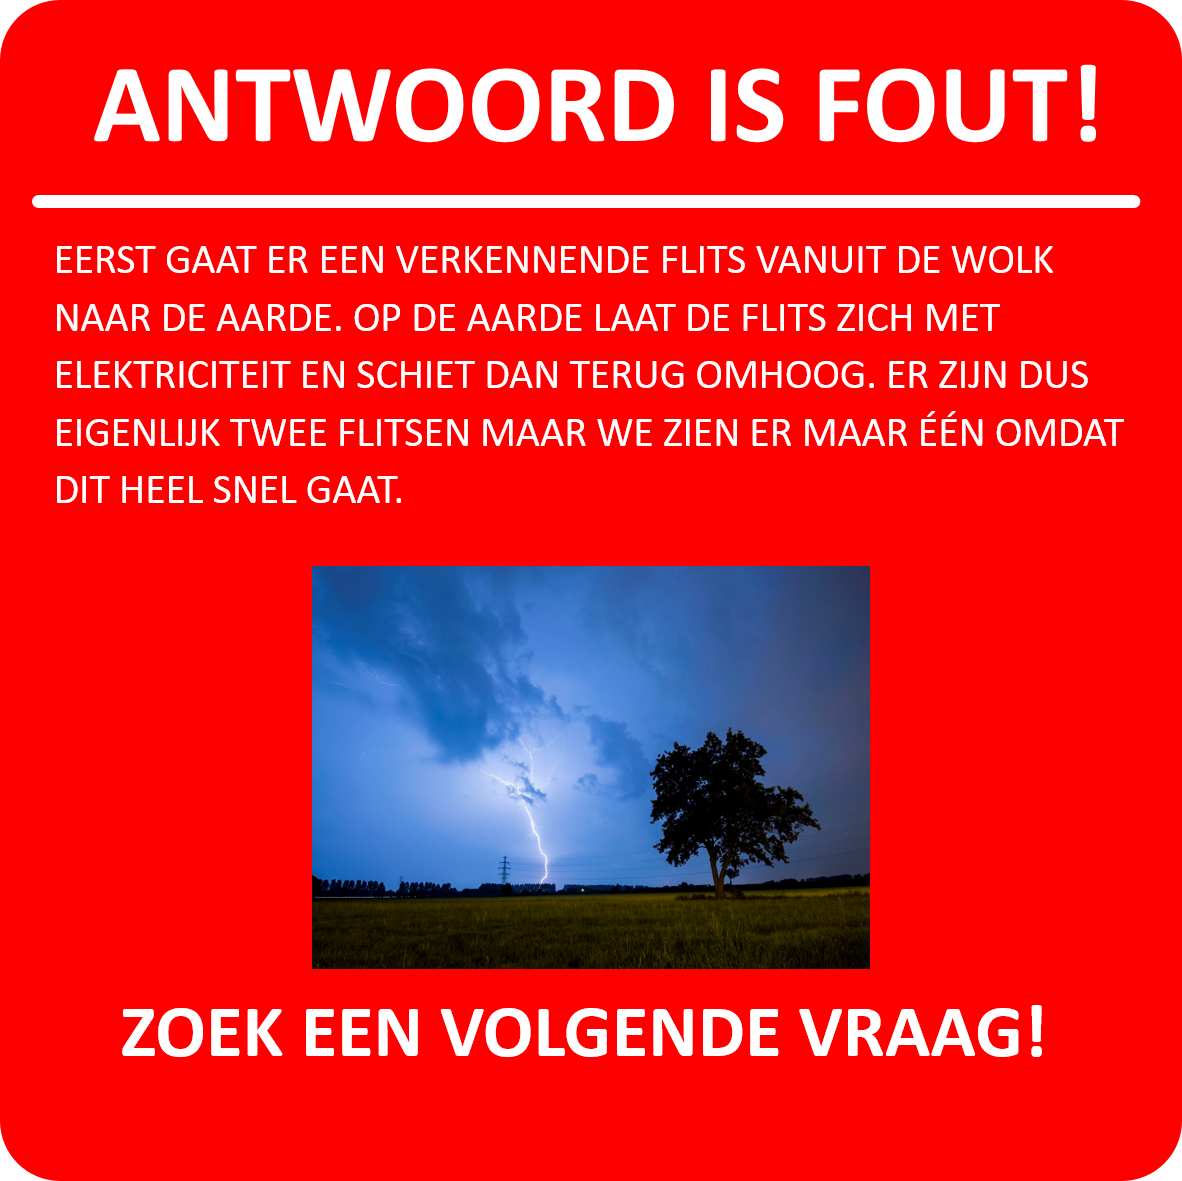 ANTWOORD IS FOUT!
EERST GAAT ER EEN VERKENNENDE FLITS VANUIT DE WOLK
NAAR DE AARDE. OP DE AARDE LAAT DE FLITS ZICH MET
ELEKTRICITEIT EN SCHIET DAN TERUG OMHOOG. ER ZIJN DUS
EIGENLIJK TWEE FLITSEN MAAR WE ZIEN ER MAAR ÉÉN OMDAT
DIT HEEL SNEL GAAT.
ZOEK EEN VOLGENDE VRAAG!